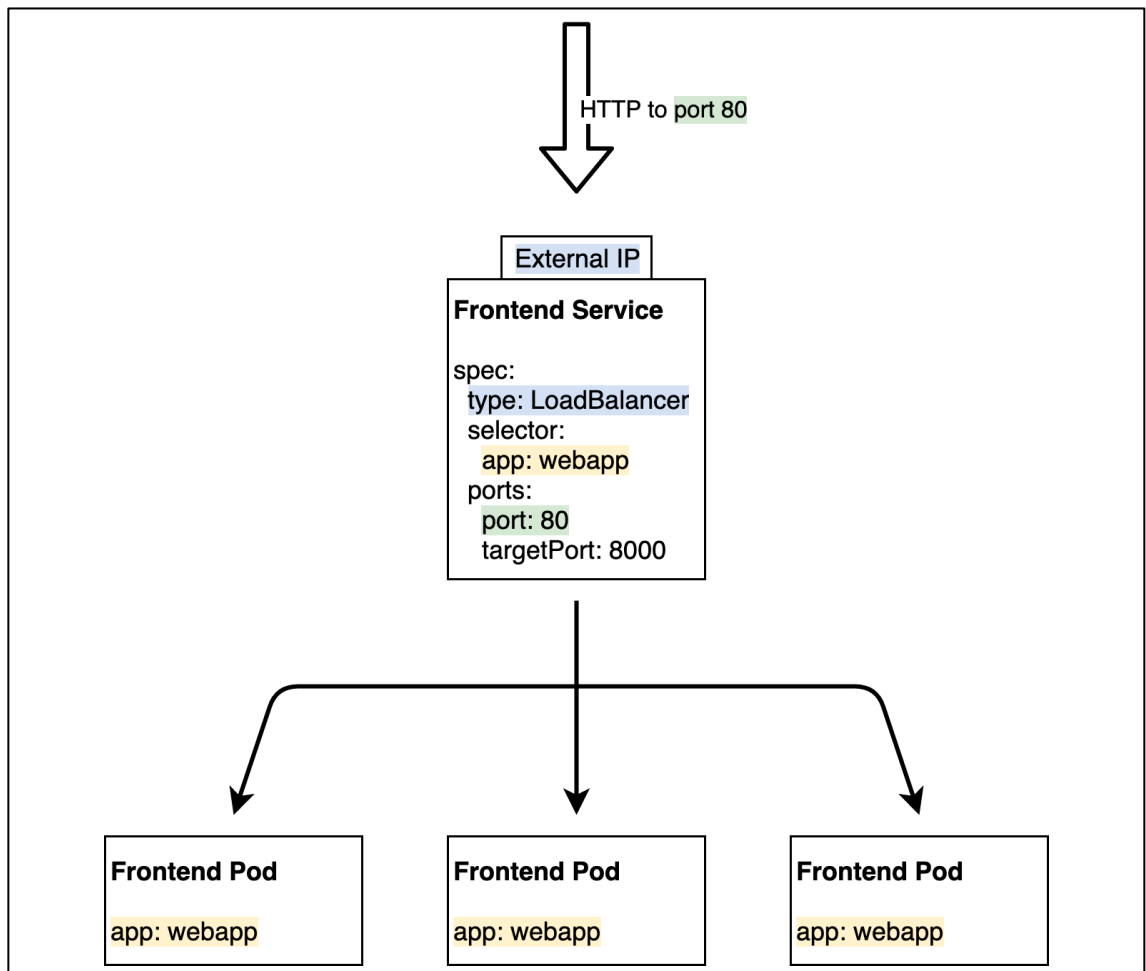 HTTP to port 80
External IP
Frontend Service
spec:
type: LoadBalancer
selector:
app: webapp
ports:
port: 80
targetPort: 8000
Frontend Pod
app: webapp
Frontend Pod
app: webapp
Frontend Pod
app: webapp